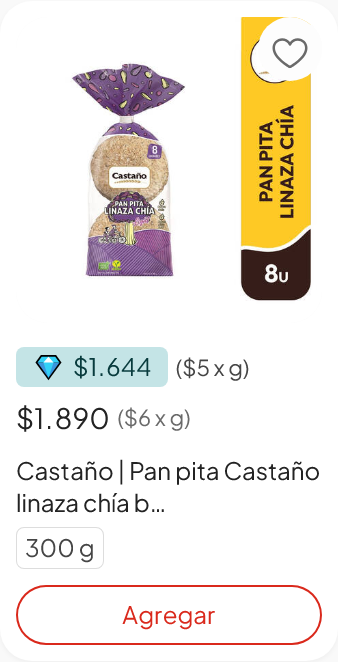 8
Castaño
PAN PITA
LINAZA CHÍA
PAN PITA
LINAZA CHÍA
8U
$1.644 ($5 x g)
$1.890 ($6 x g)
Castaño | Pan pita Castaño
linaza chía b...
300 g
Agregar